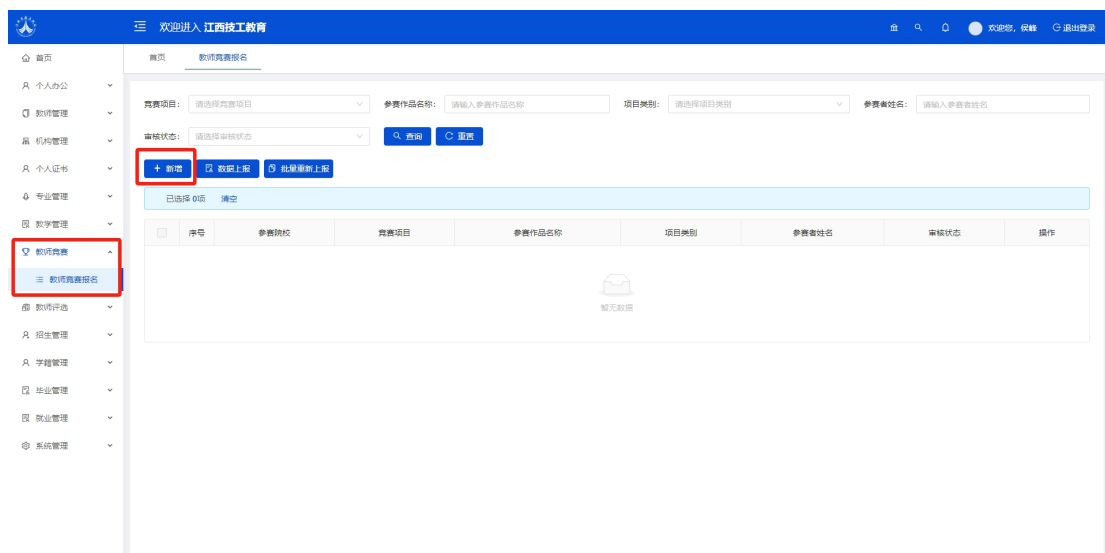 欢迎进入 江西技工教育
欢迎您，侯峰 退出登录
首页
个人办公
教师管理
机构管理
个人证书
专业管理
教学管理
教师竞赛
教师竞赛报名
教师评选
招生管理
学籍管理
毕业管理
就业管理
系统管理
首页 教师竞赛报名
竞赛项目： 请选择竞赛项目 参赛作品名称： 请输入参赛作品名称 项目类别： 请选择项目类别 参赛者姓名： 请输入参赛者姓名
审核状态： 请选择审核状态 查询 重置
+ 新增 数据上报 批量重新上报
已选择 0项 清空
序号 参赛院校 竞赛项目 参赛作品名称 项目类别 参赛者姓名 审核状态 操作
暂无数据